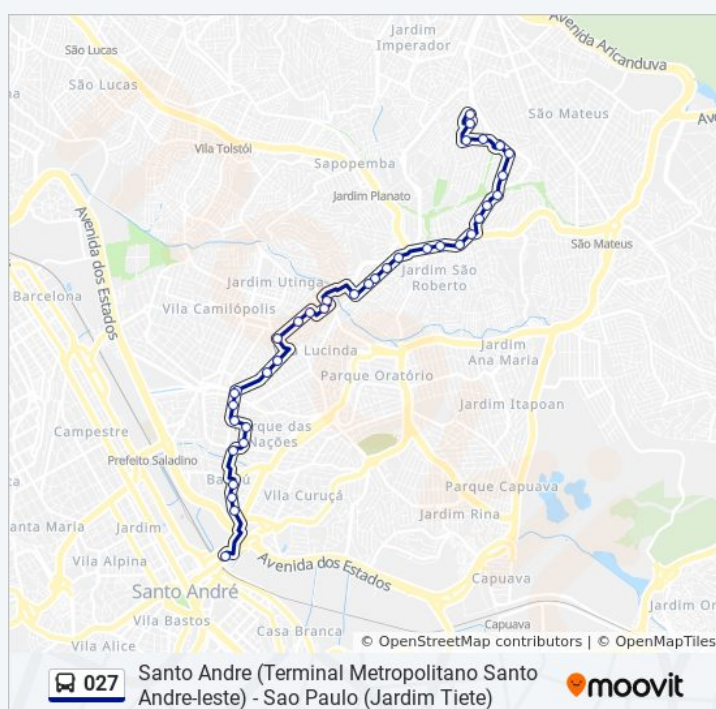 Jardim
Imperador
Avenida Aricanduva
São Lucas
São Lucas
São Mateus
Vila Tolstói
Sapopemba
Jardim Planato
Avenida dos Estados
São Mateus
Barcelona
Jardim Utinga
Jardim São
Roberto
Vila Camilópolis
Lucinda
Jardim
Ana Maria
Parque Oratório
Jardim Itapoan
Campestre
Parque das
Nações
Prefeito Saladino
Parque Capuava
Vila Curuçá
Santa Maria
Jardim
Jardim Rina
Vila Alpina
Avenida dos Estados
Capuava
Santo André
Jardim
Vila Bastos
Casa Branca
Capuava
Vila Alice
© OpenStreetMap contributors | © OpenMapTiles
027
Santo Andre (Terminal Metropolitano Santo
Andre-leste) - Sao Paulo (Jardim Tiete)
moovit